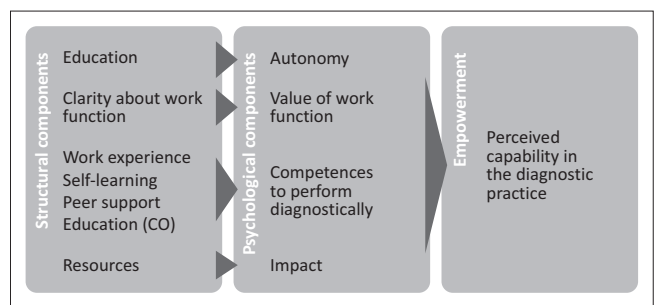 Structural components
Education
Clarity about work
function
Work experience
Self-learning
Peer support
Education (CO)
Resources
Psychological components
Autonomy
Value of work
function
Competences
to perform
diagnostically
Impact
Empowerment
Perceived
capability in
the diagnostic
practice